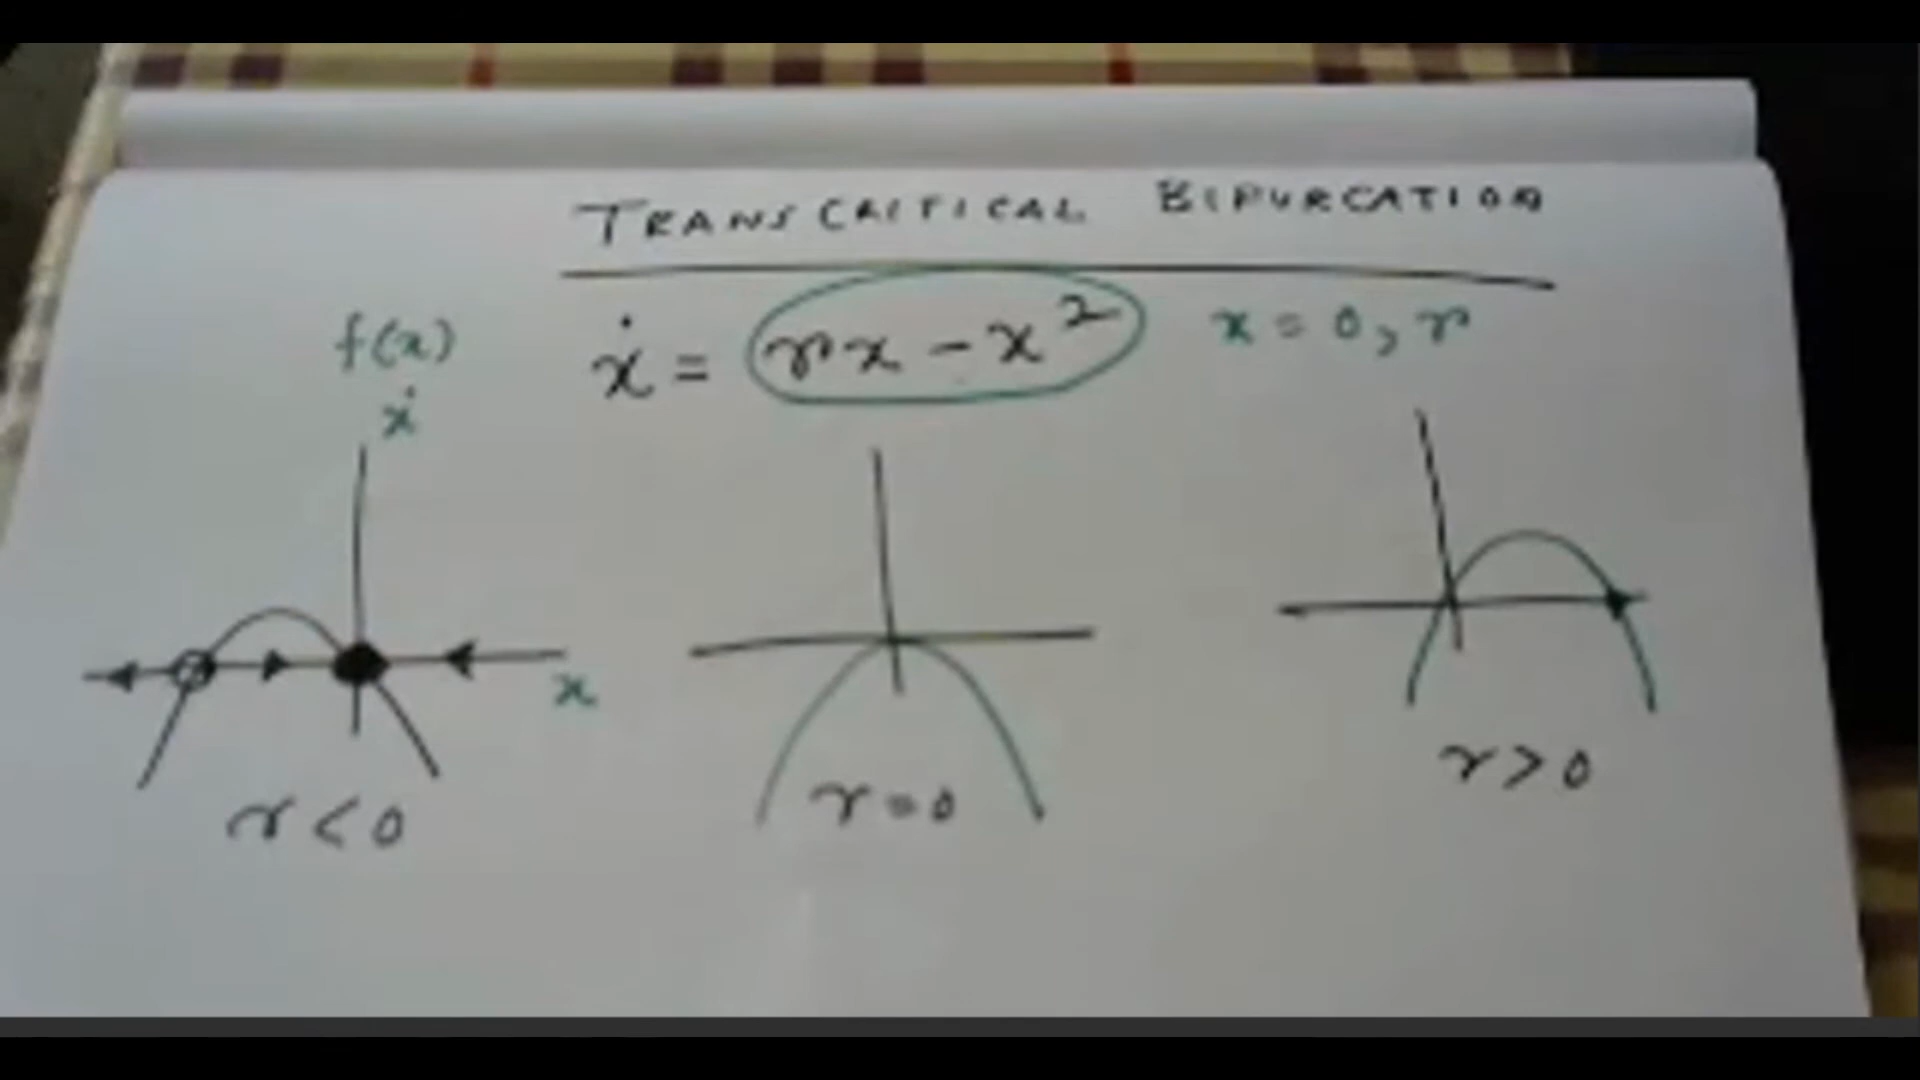 TRANSCRITICAL BIFURCATION
f(x)
ẋ = rx - x² x = 0, r
ẋ
x
r < 0
r = 0
r > 0